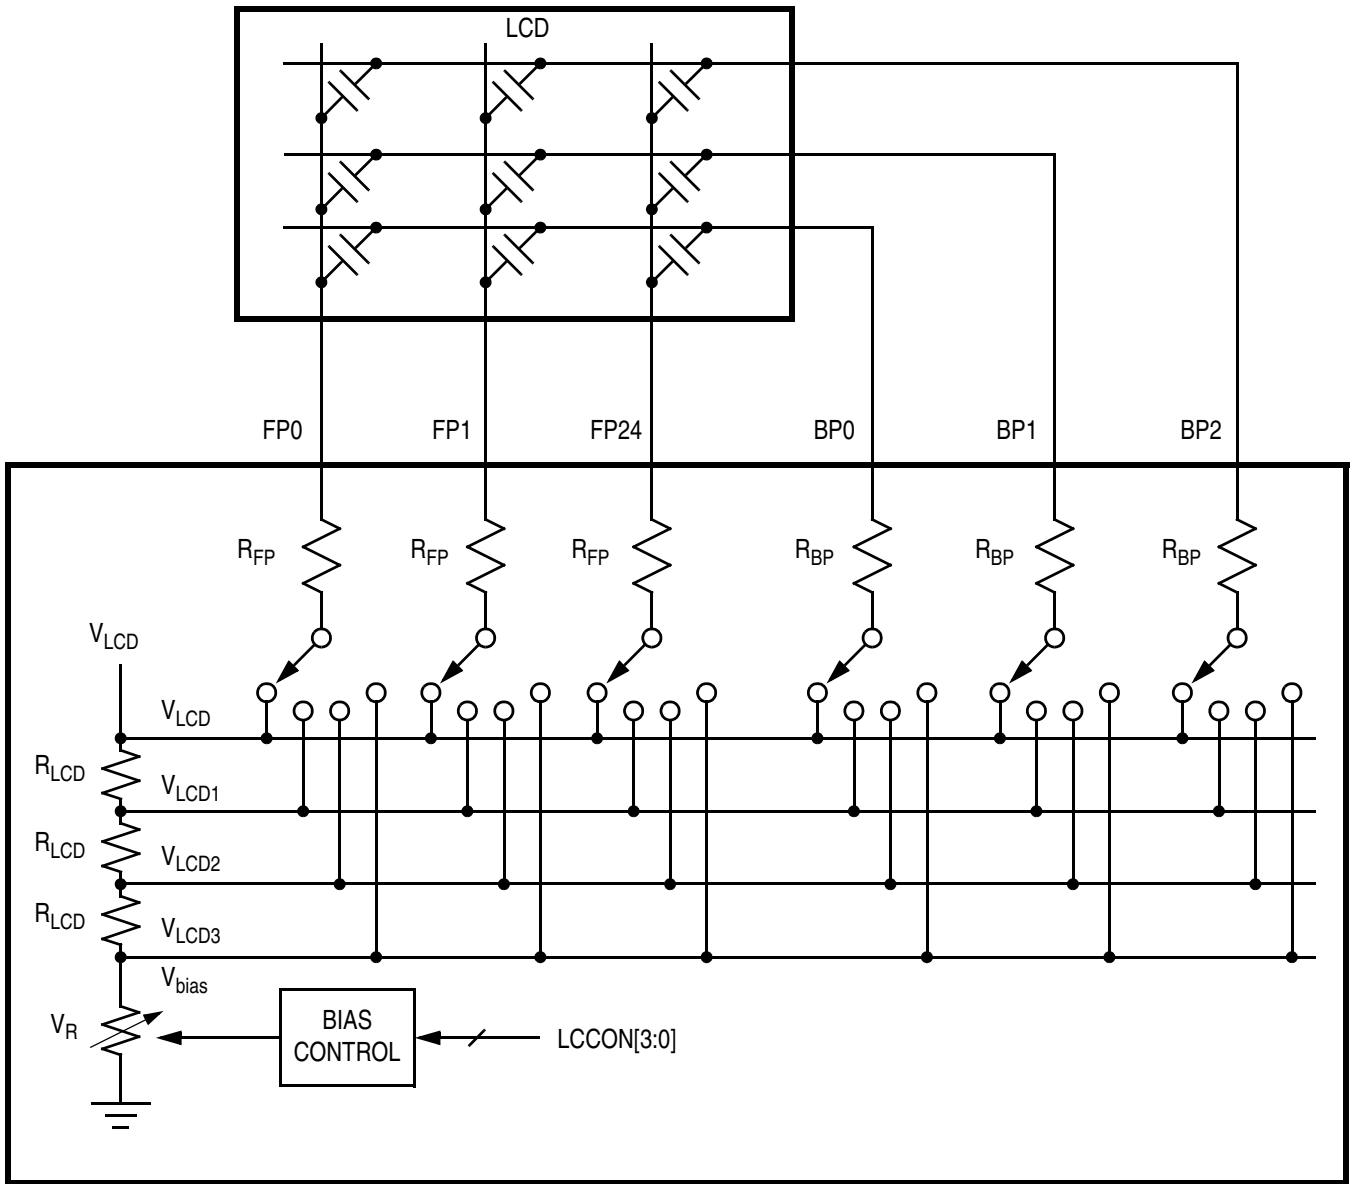 LCD
FP0 FP1 FP24 BP0 BP1 BP2
RFP RFP RFP RBP RBP RBP
VLCD
VLCD
RLCD
VLCD1
RLCD
VLCD2
RLCD
VLCD3
Vbias
VR
BIAS
CONTROL
LCCON[3:0]